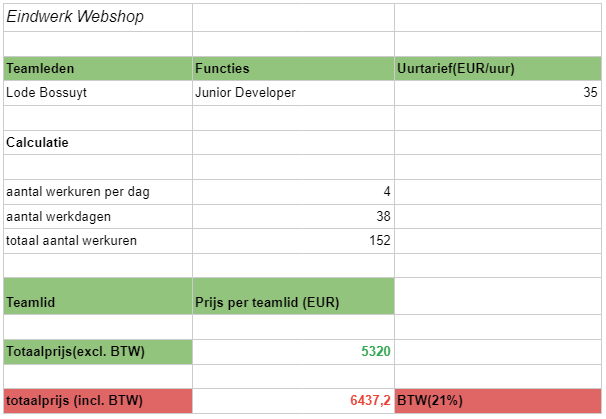 Eindwerk Webshop
Teamleden Functies Uurtarief(EUR/uur)
Lode Bossuyt Junior Developer 35
Calculatie
aantal werkuren per dag 4
aantal werkdagen 38
totaal aantal werkuren 152
Teamlid Prijs per teamlid (EUR)
Totaalprijs(excl. BTW) 5320
totaalprijs (incl. BTW) 6437,2 BTW(21%)